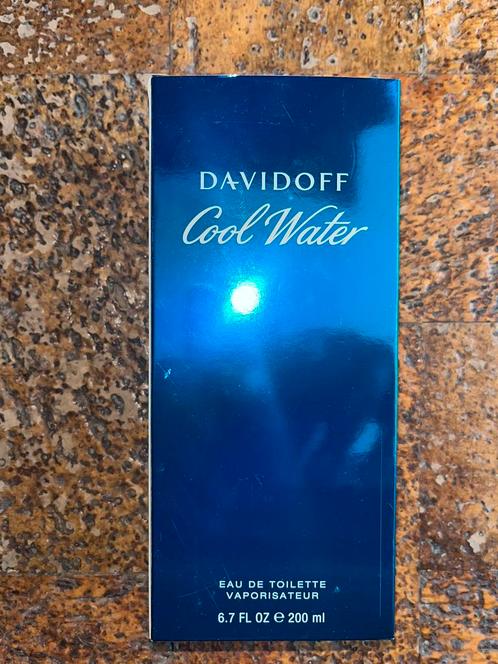 DAVIDOFF
Cool Water
EAU DE TOILETTE
VAPORISATEUR
6.7 FL OZ ℮ 200 ml